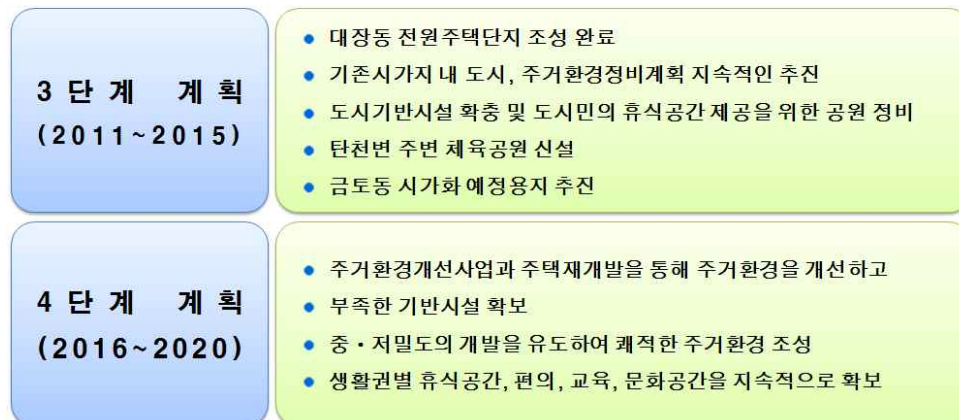 3 단 계 계 획
(2011~2015)
• 대장동 전원주택단지 조성 완료
• 기존시가지 내 도시, 주거환경정비계획 지속적인 추진
• 도시기반시설 확충 및 도시민의 휴식공간 제공을 위한 공원 정비
• 탄천변 주변 체육공원 신설
• 금토동 시가화 예정용지 추진
4 단 계 계 획
(2016~2020)
• 주거환경개선사업과 주택재개발을 통해 주거환경을 개선하고
• 부족한 기반시설 확보
• 중・저밀도의 개발을 유도하여 쾌적한 주거환경 조성
• 생활권별 휴식공간, 편의, 교육, 문화공간을 지속적으로 확보